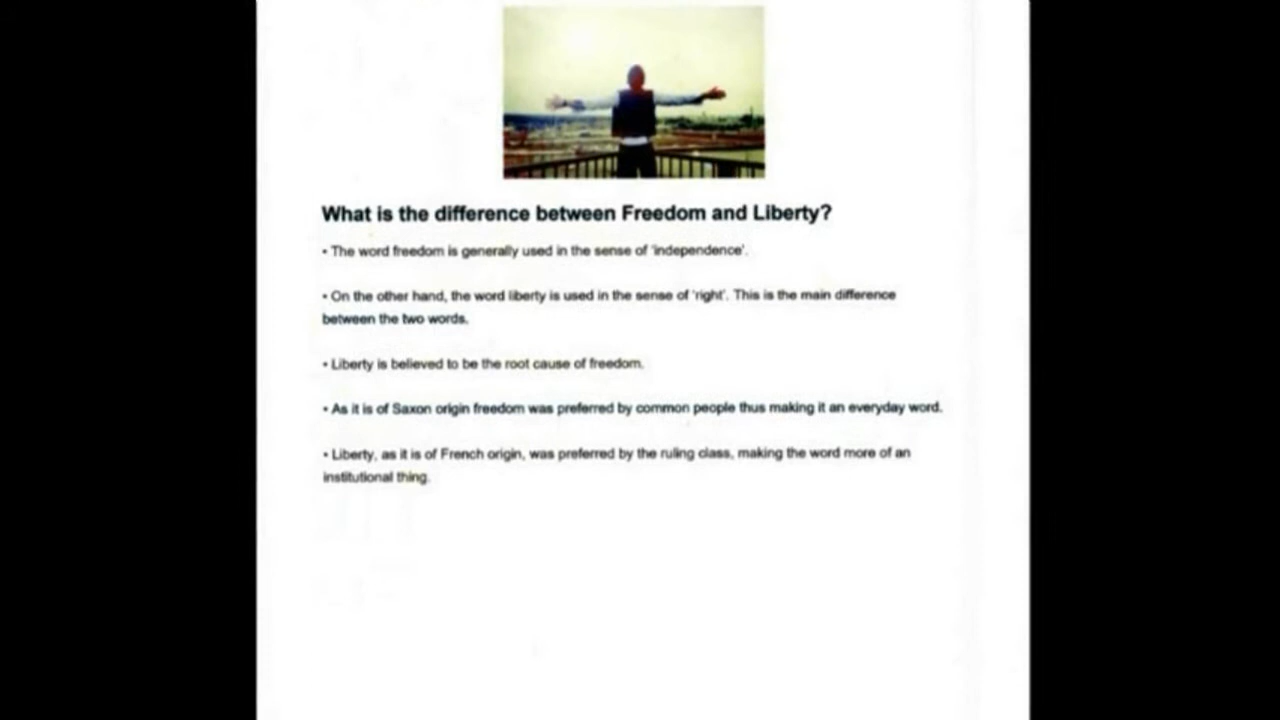 What is the difference between Freedom and Liberty?
• The word freedom is generally used in the sense of 'independence'.
• On the other hand, the word liberty is used in the sense of 'right'. This is the main difference
between the two words.
• Liberty is believed to be the root cause of freedom.
• As it is of Saxon origin freedom was preferred by common people thus making it an everyday word.
• Liberty, as it is of French origin, was preferred by the ruling class, making the word more of an
institutional thing.